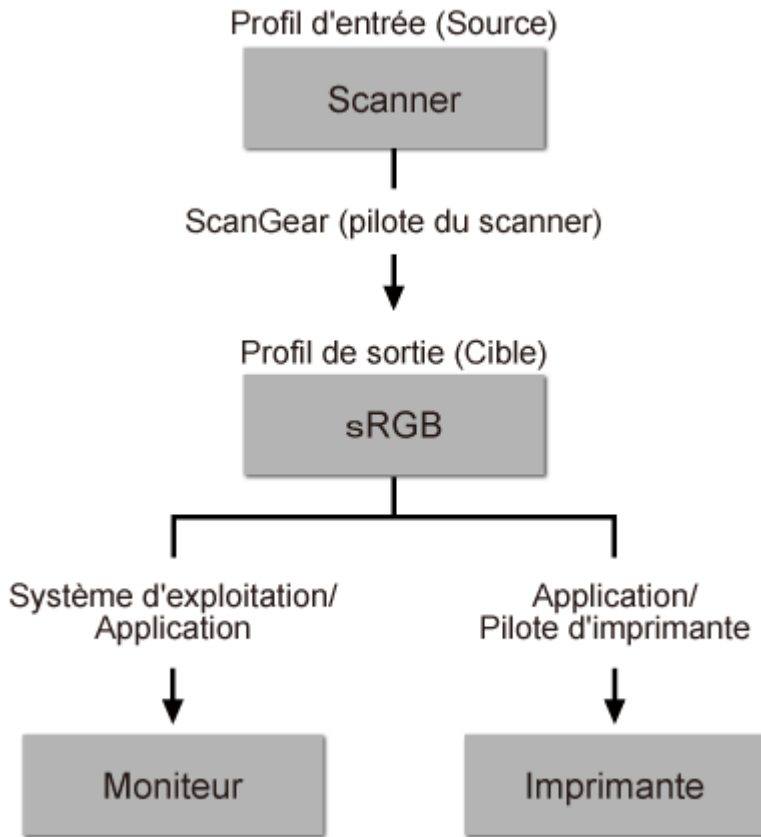 Profil d'entrée (Source)
Scanner
ScanGear (pilote du scanner)
Profil de sortie (Cible)
sRGB
Système d'exploitation/
Application
Application/
Pilote d'imprimante
Moniteur
Imprimante